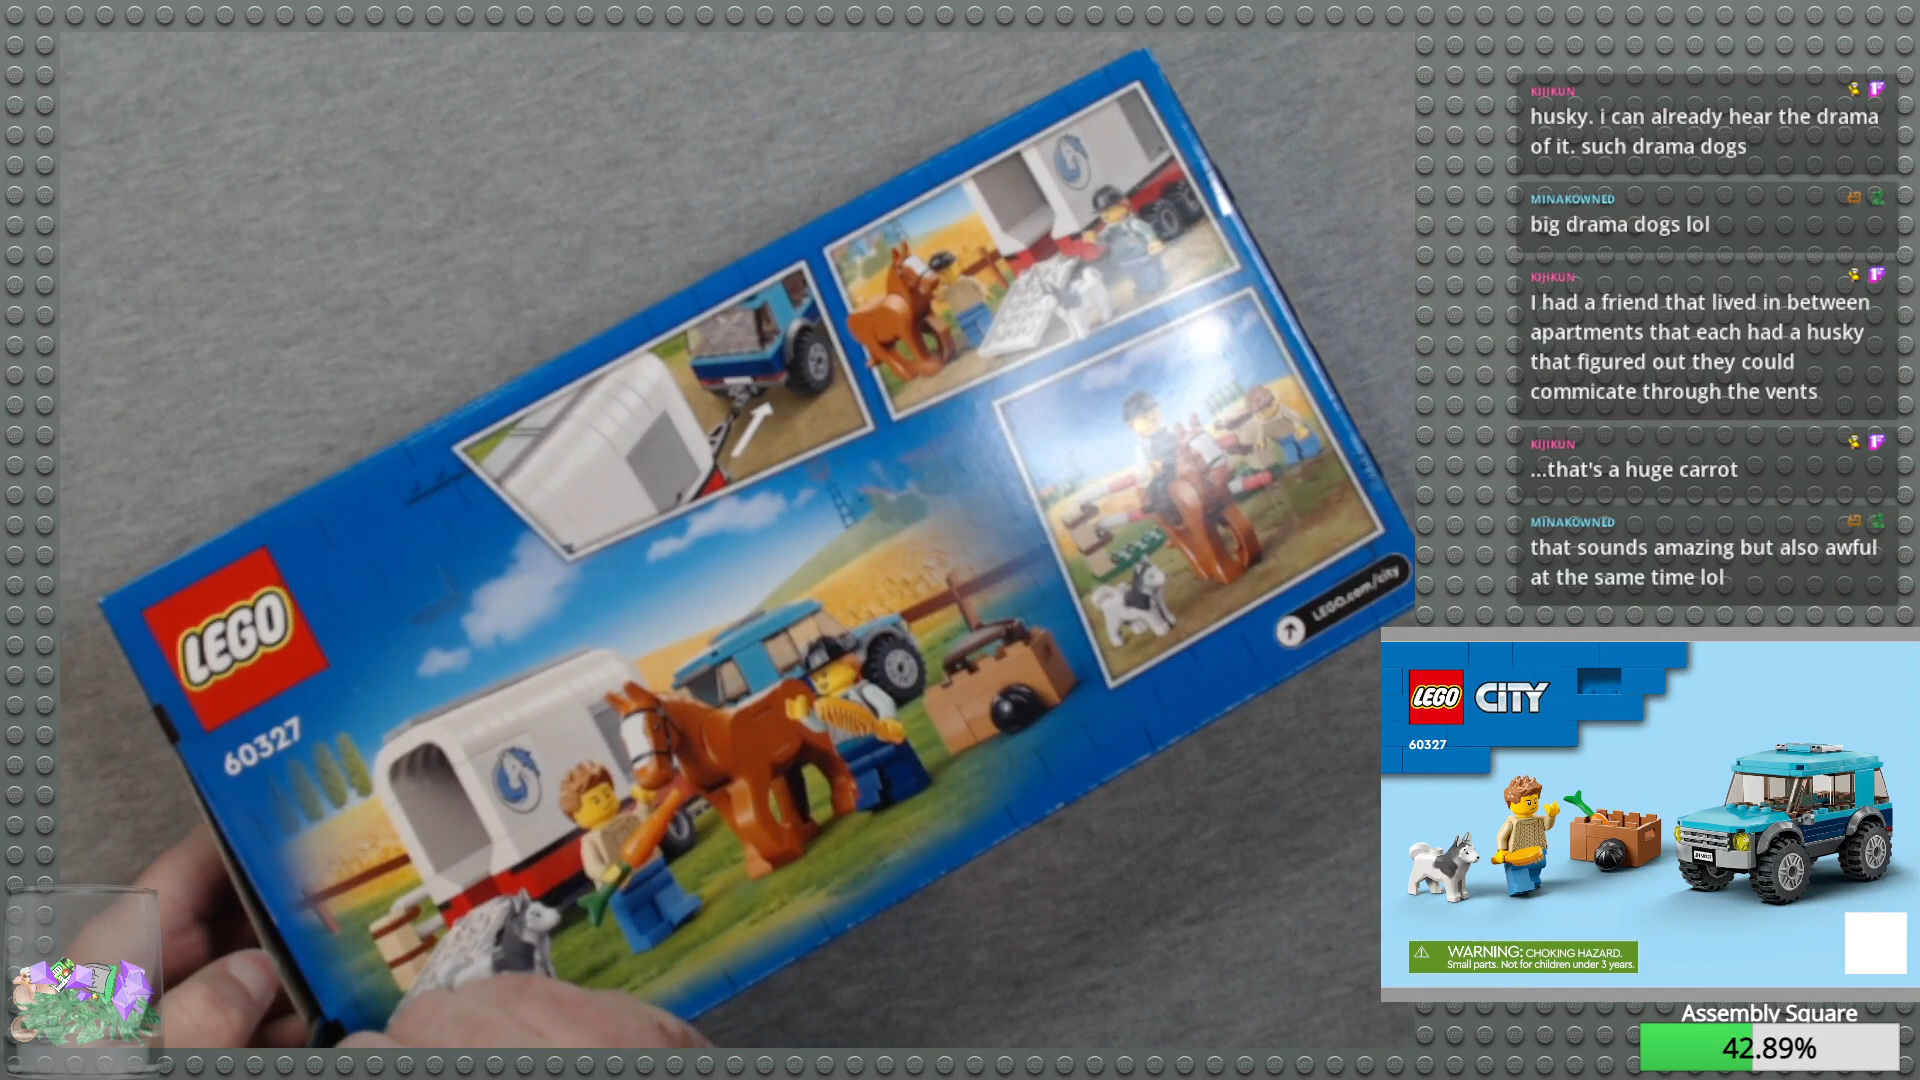 LEGO
60327
LEGO.com/city
KIJIKUN
husky. i can already hear the drama
of it. such drama dogs
MINAKOWNED
big drama dogs lol
KIJIKUN
I had a friend that lived in between
apartments that each had a husky
that figured out they could
commicate through the vents
KIJIKUN
...that's a huge carrot
MINAKOWNED
that sounds amazing but also awful
at the same time lol
LEGO CITY
60327
WARNING: CHOKING HAZARD.
Small parts. Not for children under 3 years.
Assembly Square
42.89%